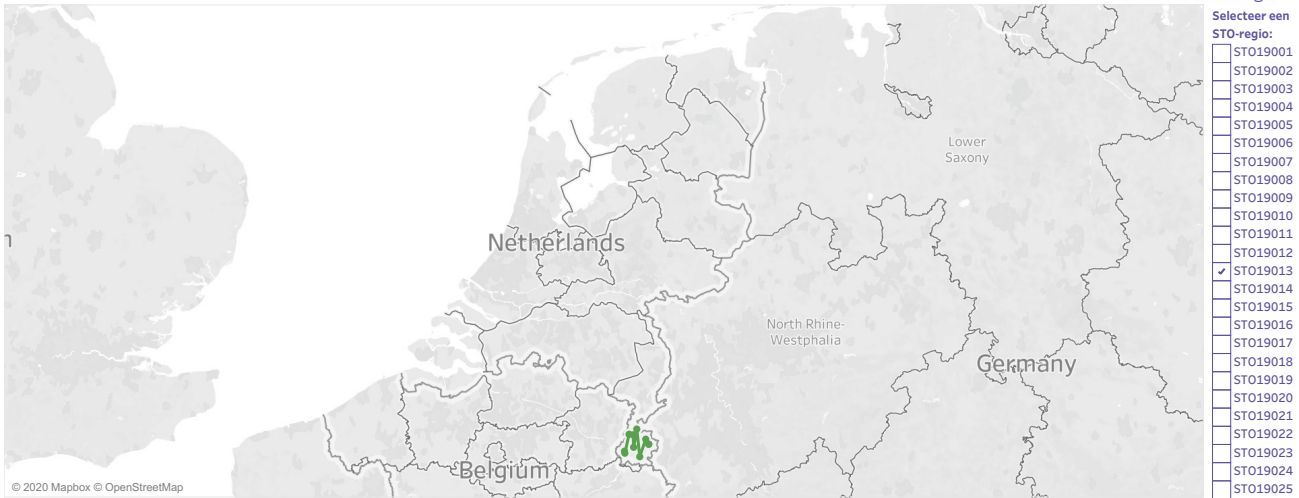 Selecteer een
STO-regio:
STO19001
STO19002
STO19003
STO19004
STO19005
STO19006
STO19007
STO19008
STO19009
STO19010
STO19011
STO19012
STO19013
STO19014
STO19015
STO19016
STO19017
STO19018
STO19019
STO19020
STO19021
STO19022
STO19023
STO19024
STO19025
Lower
Saxony
Netherlands
North Rhine-
Westphalia
Germany
Belgium
© 2020 Mapbox © OpenStreetMap